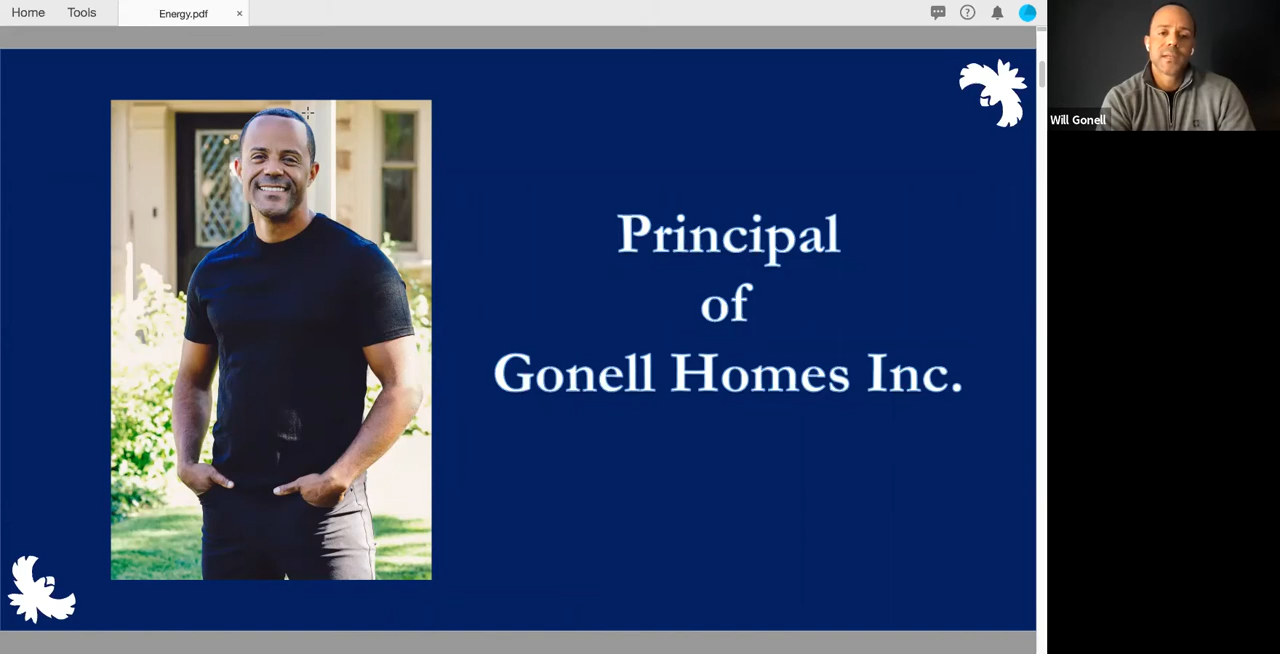 Home Tools Energy.pdf ×
Principal
of
Gonell Homes Inc.
Will Gonell